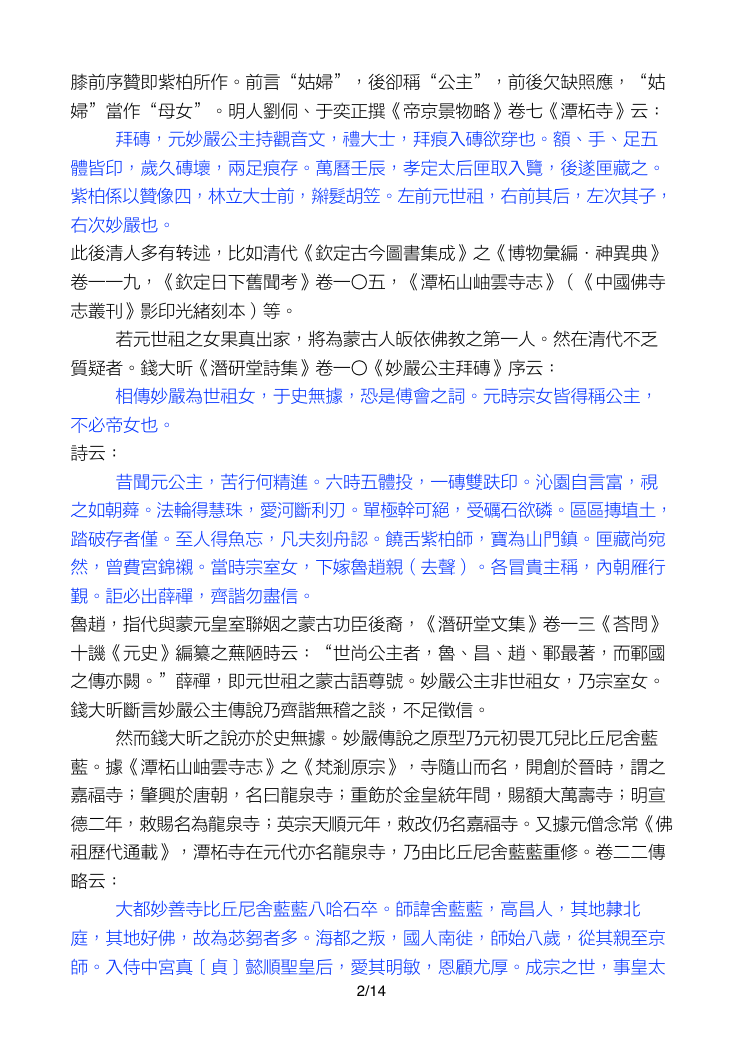 膝前序贊即紫柏所作。前言“姑婦”，後卻稱“公主”，前後欠缺照應，“姑
婦”當作“母女”。明人劉侗、于奕正撰《帝京景物略》卷七《潭柘寺》云：
拜磚，元妙嚴公主持觀音文，禮大士，拜痕入磚欲穿也。額、手、足五
體皆印，歲久磚壞，兩足痕存。萬曆壬辰，孝定太后匣取入覽，後遂匣藏之。
紫柏係以贊像四，林立大士前，辮髮胡笠。左前元世祖，右前其后，左次其子，
右次妙嚴也。
此後清人多有转述，比如清代《欽定古今圖書集成》之《博物彙編·神異典》
卷一一九，《欽定日下舊聞考》卷一〇五，《潭柘山岫雲寺志》（《中國佛寺
志叢刊》影印光緒刻本）等。
若元世祖之女果真出家，將為蒙古人皈依佛教之第一人。然在清代不乏
質疑者。錢大昕《潛研堂詩集》卷一〇《妙嚴公主拜磚》序云：
相傳妙嚴為世祖女，于史無據，恐是傅會之詞。元時宗女皆得稱公主，
不必帝女也。
詩云：
昔聞元公主，苦行何精進。六時五體投，一磚雙趺印。沁園自言富，視
之如朝蕣。法輪得慧珠，愛河斷利刃。單極幹可絕，受礪石欲磷。區區摶埴土，
踏破存者僅。至人得魚忘，凡夫刻舟認。饒舌紫柏師，寶為山門鎮。匣藏尚宛
然，曾費宮錦襯。當時宗室女，下嫁魯趙親（去聲）。各冒貴主稱，內朝雁行
覲。詎必出薛禪，齊諧勿盡信。
魯趙，指代與蒙元皇室聯姻之蒙古功臣後裔，《潛研堂文集》卷一三《荅問》
十譏《元史》編纂之蕪陋時云：“世尚公主者，魯、昌、趙、鄆最著，而鄆國
之傳亦闕。”薛禪，即元世祖之蒙古語尊號。妙嚴公主非世祖女，乃宗室女。
錢大昕斷言妙嚴公主傳說乃齊諧無稽之談，不足徵信。
然而錢大昕之說亦於史無據。妙嚴傳說之原型乃元初畏兀兒比丘尼舍藍
藍。據《潭柘山岫雲寺志》之《梵剎原宗》，寺隨山而名，開創於晉時，謂之
嘉福寺；肇興於唐朝，名曰龍泉寺；重飭於金皇統年間，賜額大萬壽寺；明宣
德二年，敕賜名為龍泉寺；英宗天順元年，敕改仍名嘉福寺。又據元僧念常《佛
祖歷代通載》，潭柘寺在元代亦名龍泉寺，乃由比丘尼舍藍藍重修。卷二二傳
略云：
大都妙善寺比丘尼舍藍藍八哈石卒。師諱舍藍藍，高昌人，其地隷北
庭，其地好佛，故為苾芻者多。海都之叛，國人南徙，師始八歲，從其親至京
師。入侍中宮真［貞］懿順聖皇后，愛其明敏，恩顧尤厚。成宗之世，事皇太
2/14